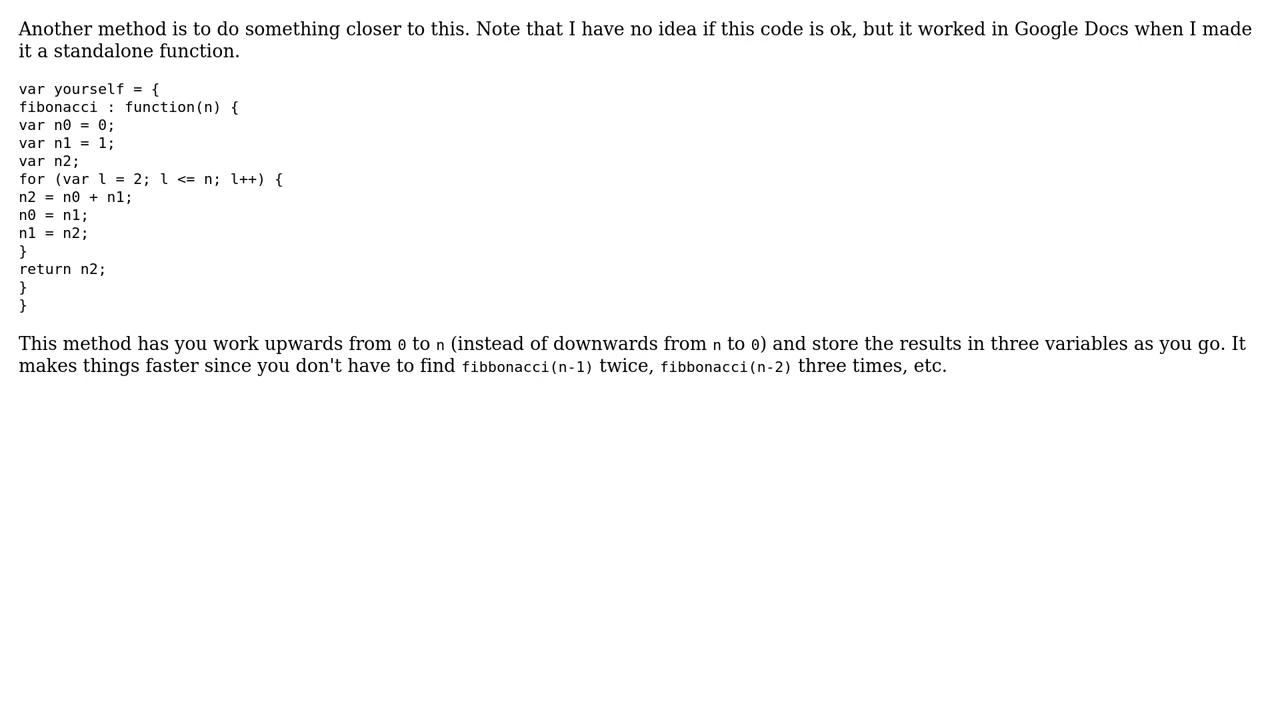 Another method is to do something closer to this. Note that I have no idea if this code is ok, but it worked in Google Docs when I made
it a standalone function.
var yourself = {
fibonacci : function(n) {
var n0 = 0;
var n1 = 1;
var n2;
for (var l = 2; l <= n; l++) {
n2 = n0 + n1;
n0 = n1;
n1 = n2;
}
return n2;
}
}
This method has you work upwards from 0 to n (instead of downwards from n to 0) and store the results in three variables as you go. It
makes things faster since you don't have to find fibbonacci(n-1) twice, fibbonacci(n-2) three times, etc.